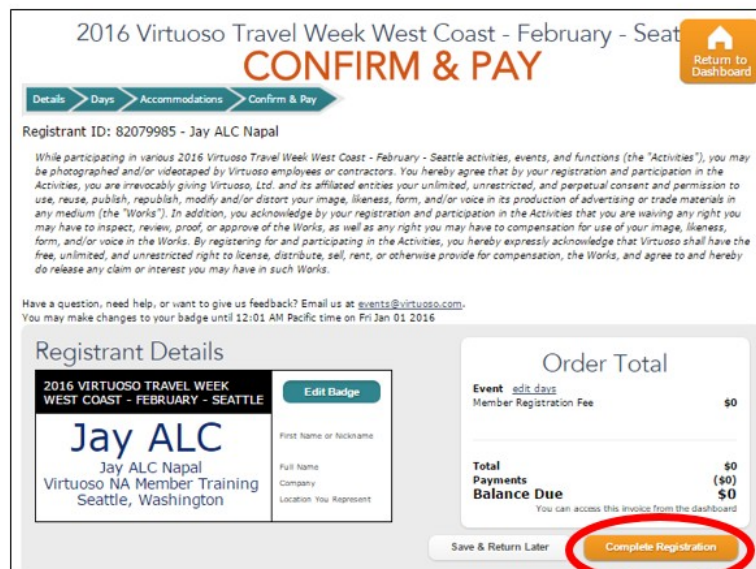 2016 Virtuoso Travel Week West Coast - February - Seat
CONFIRM & PAY
Return to
Dashboard
Details
Days
Accommodations
Confirm & Pay
Registrant ID: 82079985 - Jay ALC Napal
While participating in various 2016 Virtuoso Travel Week West Coast - February - Seattle activities, events, and functions (the "Activities"), you may
be photographed and/or videotaped by Virtuoso employees or contractors. You hereby agree that by your registration and participation in the
Activities, you are irrevocably giving Virtuoso, Ltd. and its affiliated entities your unlimited, unrestricted, and perpetual consent and permission to
use, reuse, publish, republish, modify and/or distort your image, likeness, form, and/or voice in its production of advertising or trade materials in
any medium (the "Works"). In addition, you acknowledge by your registration and participation in the Activities that you are waiving any right you
may have to inspect, review, proof, or approve of the Works, as well as any right you may have to compensation for use of your image, likeness,
form, and/or voice in the Works. By registering for and participating in the Activities, you hereby expressly acknowledge that Virtuoso shall have the
free, unlimited, and unrestricted right to license, distribute, sell, rent, or otherwise provide for compensation, the Works, and agree to and hereby
do release any claim or interest you may have in such Works.
Have a question, need help, or want to give us feedback? Email us at events@virtuoso.com.
You may make changes to your badge until 12:01 AM Pacific time on Fri Jan 01 2016
Registrant Details
2016 VIRTUOSO TRAVEL WEEK
WEST COAST - FEBRUARY - SEATTLE
Jay ALC
Jay ALC Napal
Virtuoso NA Member Training
Seattle, Washington
Edit Badge
First Name or Nickname
Full Name
Company
Location You Represent
Order Total
Event edit days
Member Registration Fee $0
Total $0
Payments ($0)
Balance Due $0
You can access this invoice from the dashboard
Save & Return Later
Complete Registration